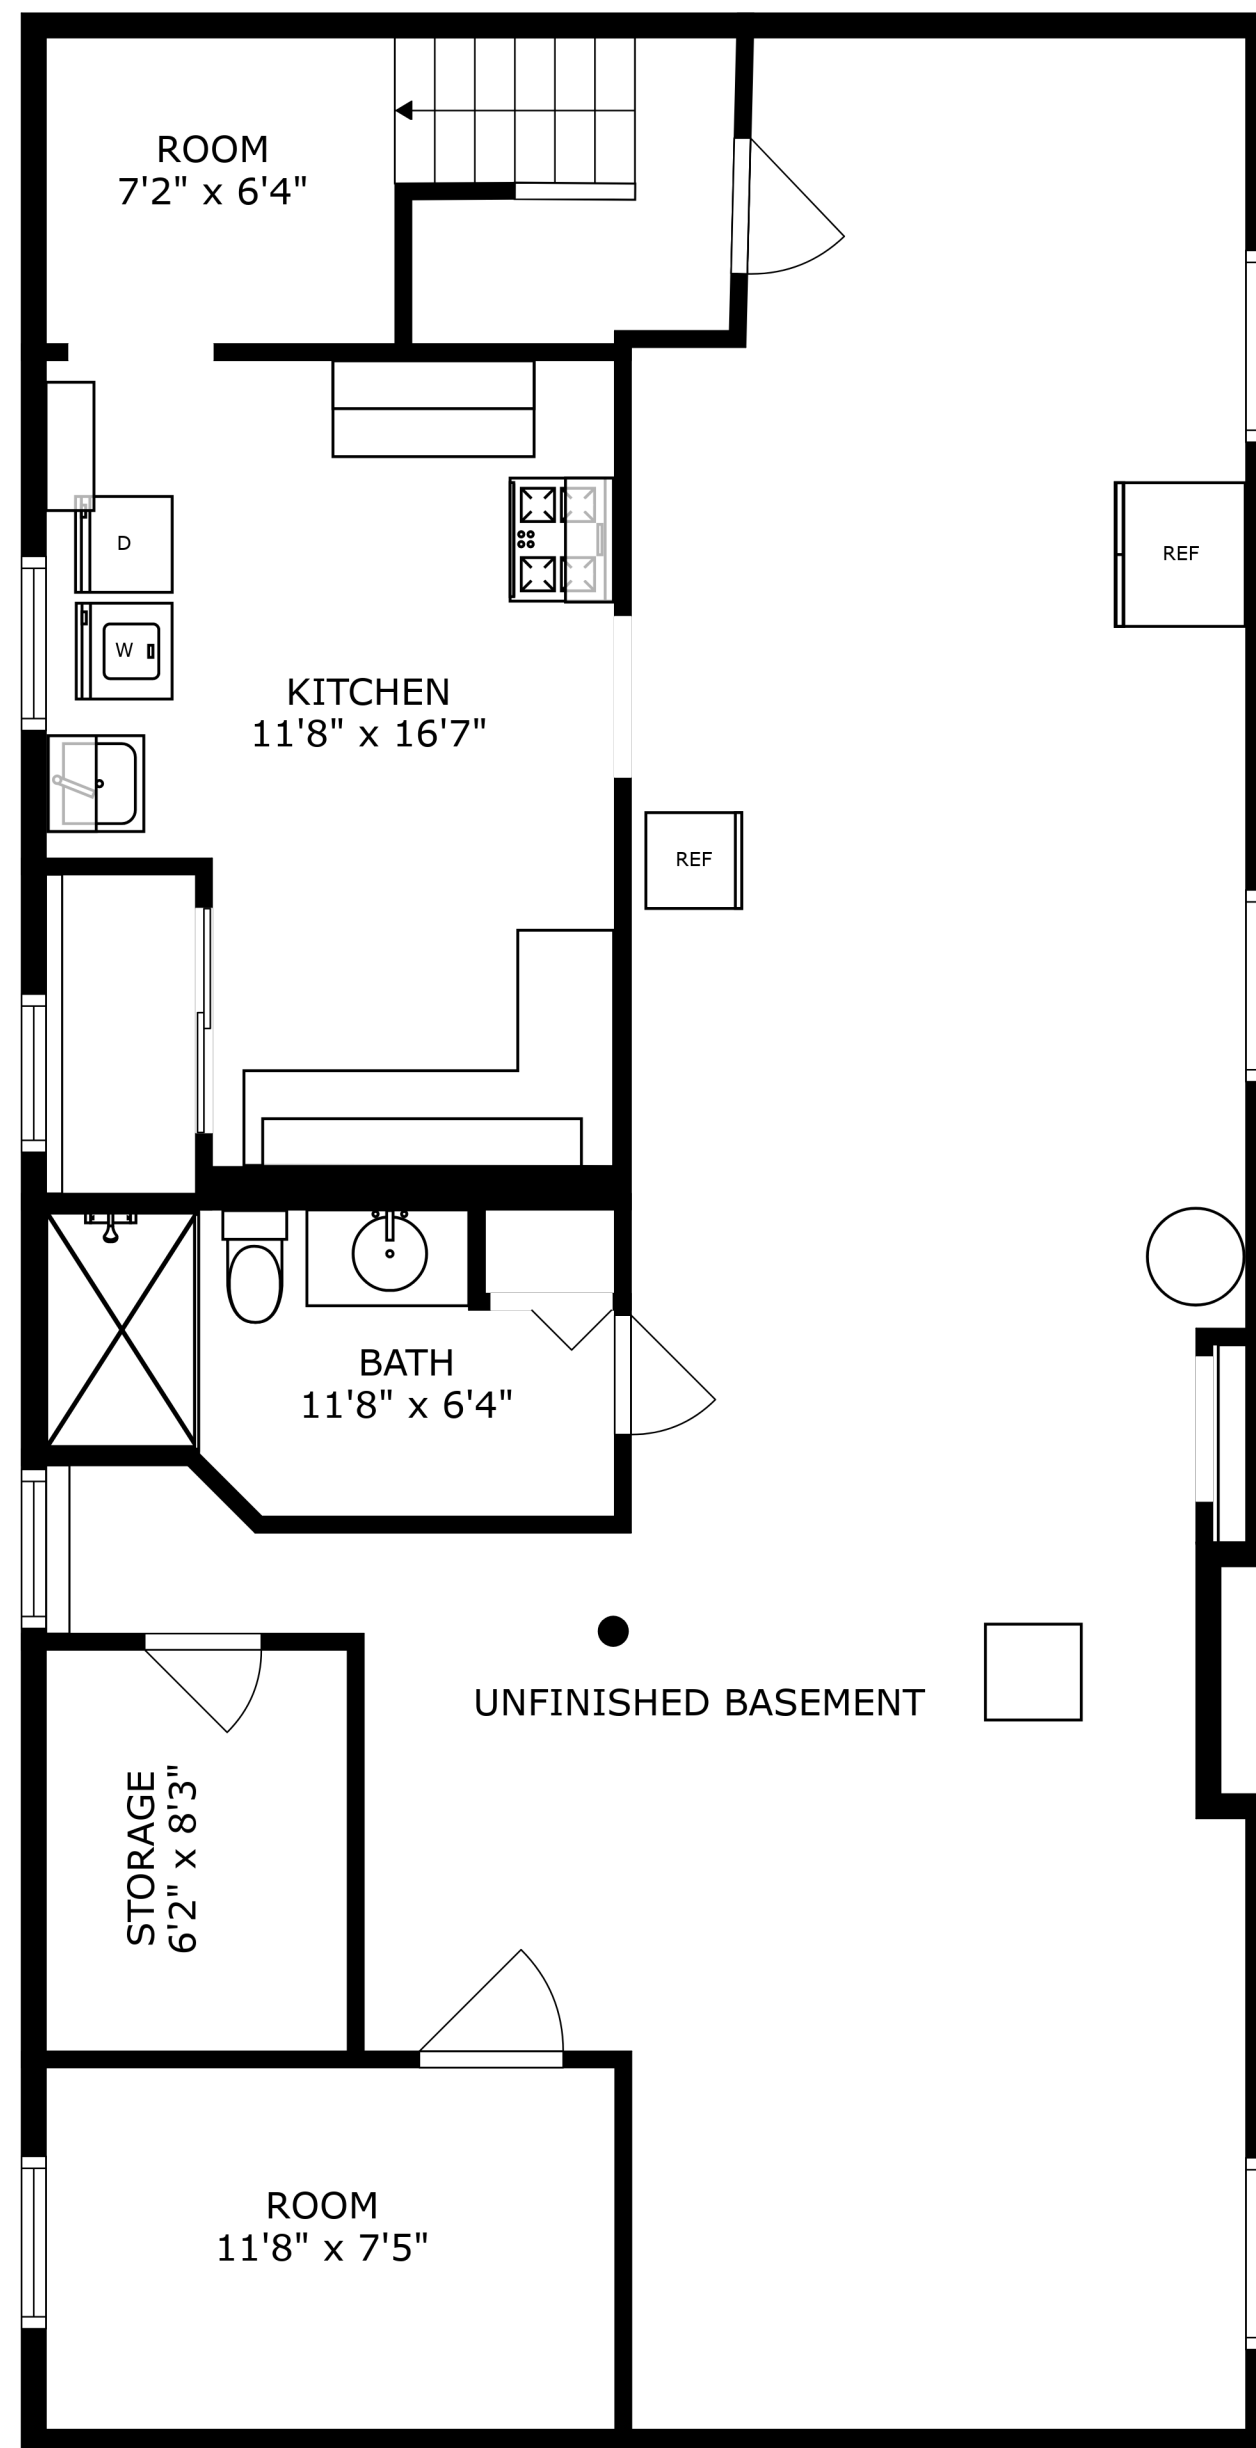 ROOM
7'2" x 6'4"
D
REF
W
KITCHEN
11'8" x 16'7"
REF
BATH
11'8" x 6'4"
UNFINISHED BASEMENT
STORAGE
6'2" x 8'3"
ROOM
11'8" x 7'5"